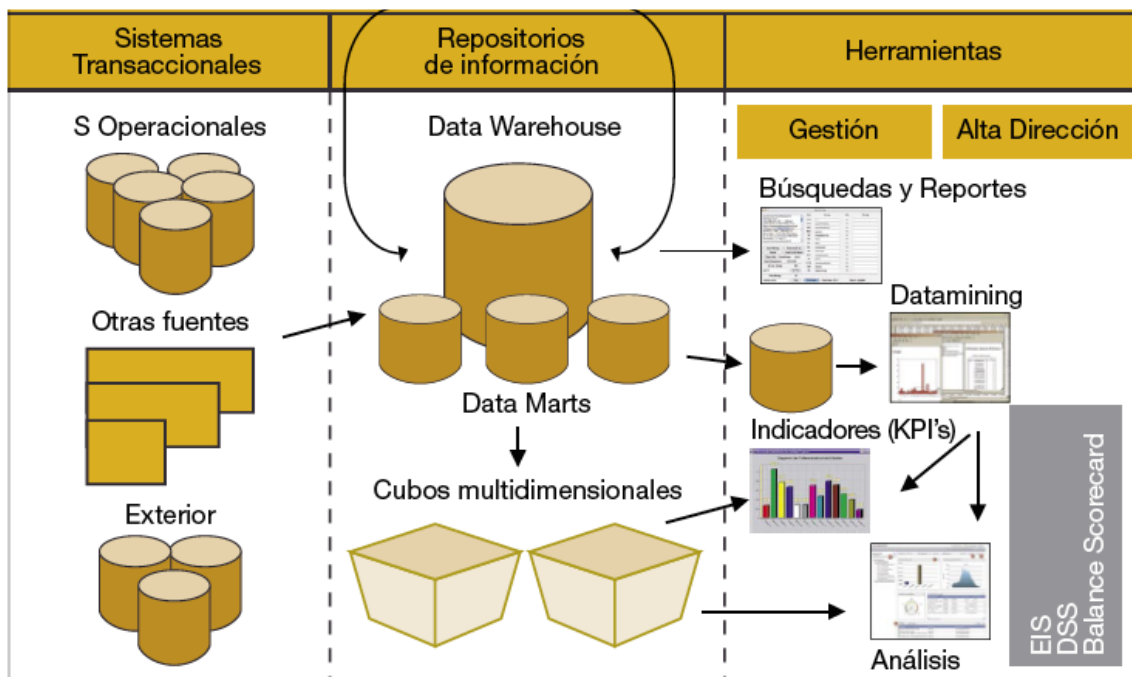 Sistemas
Transaccionales
Repositorios
de información
Herramientas
S Operacionales
Otras fuentes
Exterior
Data Warehouse
Data Marts
Cubos multidimensionales
Gestión
Alta Dirección
Búsquedas y Reportes
Datamining
Indicadores (KPI's)
Análisis
EIS
DSS
Balance Scorecard